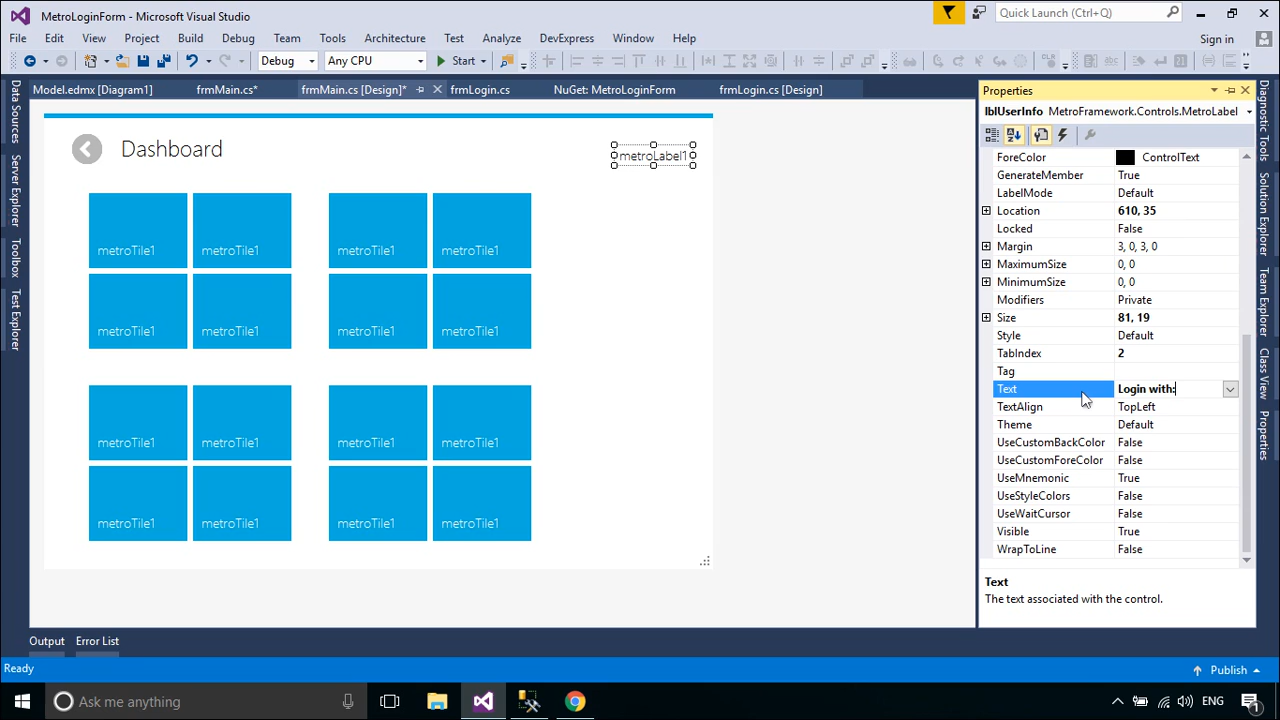 MetroLoginForm - Microsoft Visual Studio
Quick Launch (Ctrl+Q)
File Edit View Project Build Debug Team Tools Architecture Test Analyze DevExpress Window Help
Sign in
Debug Any CPU Start
Model.edmx [Diagram1] frmMain.cs* frmMain.cs [Design]* frmLogin.cs NuGet: MetroLoginForm frmLogin.cs [Design]
Data Sources
Server Explorer
Toolbox
Test Explorer
Dashboard
metroLabel1
metroTile1 metroTile1 metroTile1 metroTile1
metroTile1 metroTile1 metroTile1 metroTile1
metroTile1 metroTile1 metroTile1 metroTile1
metroTile1 metroTile1 metroTile1 metroTile1
Properties
lblUserInfo MetroFramework.Controls.MetroLabel
ForeColor ControlText
GenerateMember True
LabelMode Default
Location 610, 35
Locked False
Margin 3, 0, 3, 0
MaximumSize 0, 0
MinimumSize 0, 0
Modifiers Private
Size 81, 19
Style Default
TabIndex 2
Tag
Text Login with:
TextAlign TopLeft
Theme Default
UseCustomBackColor False
UseCustomForeColor False
UseMnemonic True
UseStyleColors False
UseWaitCursor False
Visible True
WrapToLine False
Text
The text associated with the control.
Diagnostic Tools
Solution Explorer
Team Explorer
Class View
Properties
Output Error List
Ready
Publish
Ask me anything
ENG
1